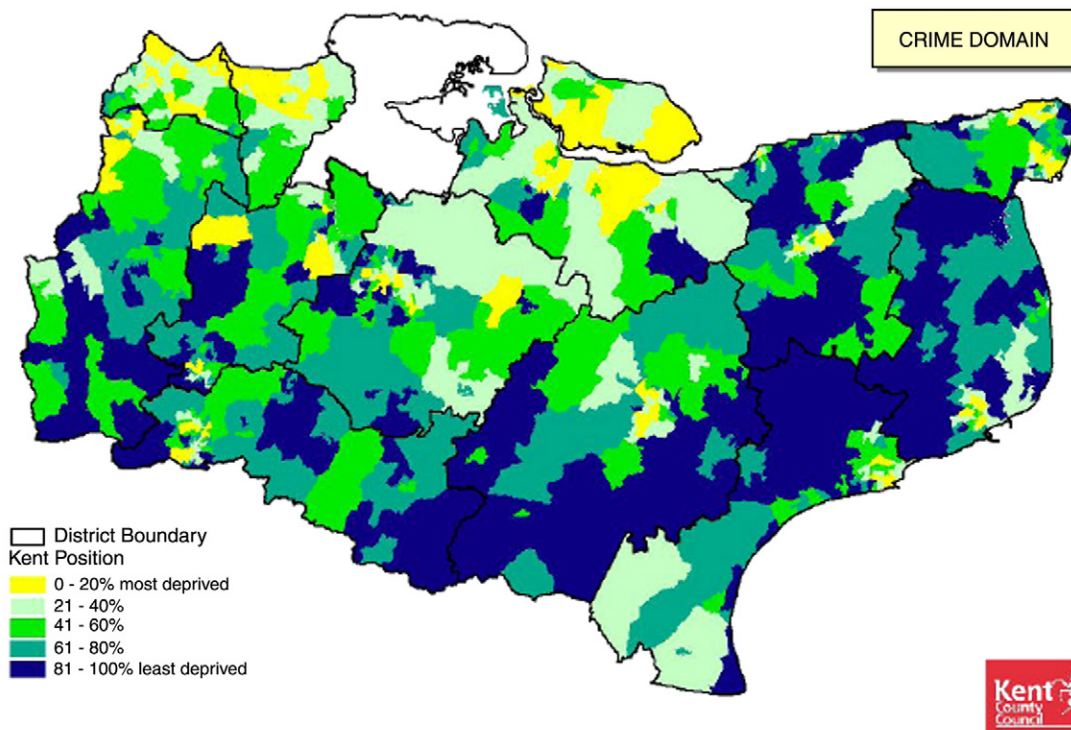 CRIME DOMAIN
District Boundary
Kent Position
0 - 20% most deprived
21 - 40%
41 - 60%
61 - 80%
81 - 100% least deprived
Kent
County
Council